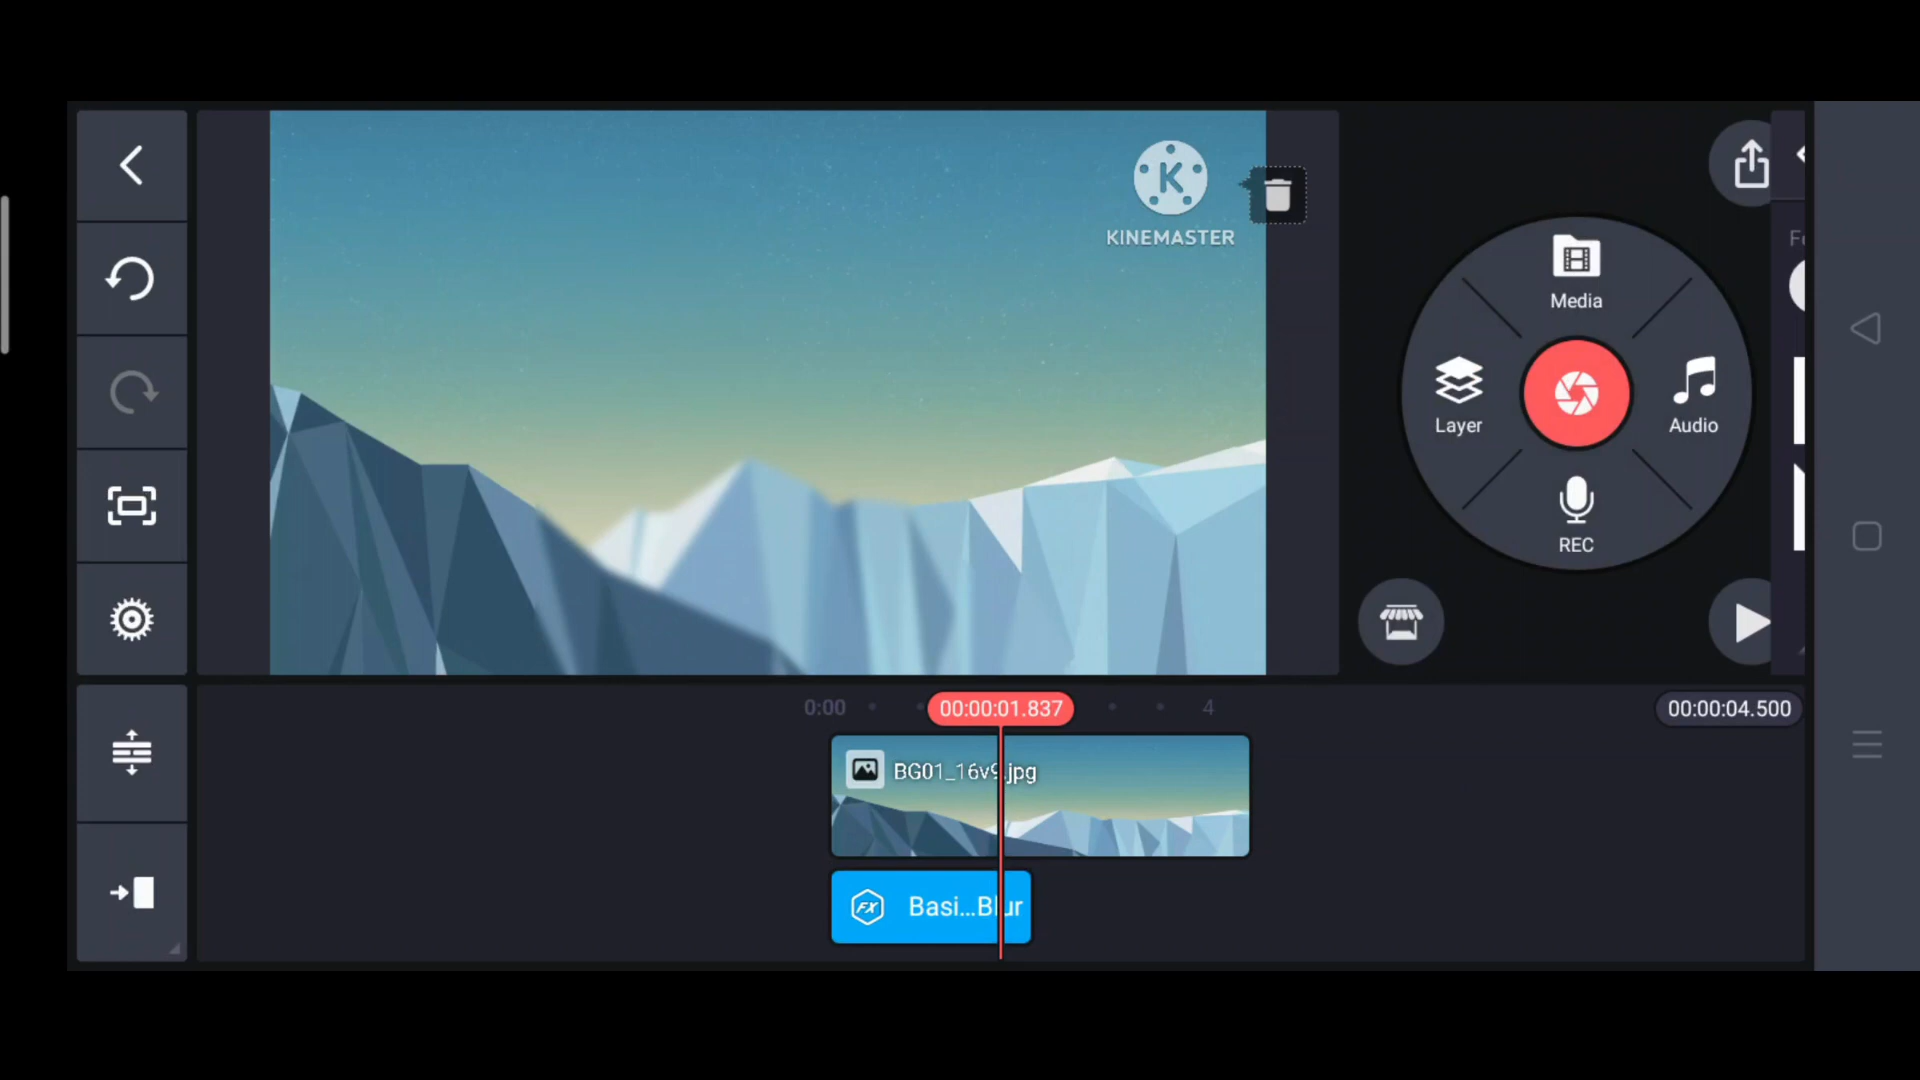 KINEMASTER
Media
Layer
Audio
REC
0:00
00:00:01.837
4
00:00:04.500
BG01_16v9.jpg
Basi...Blur